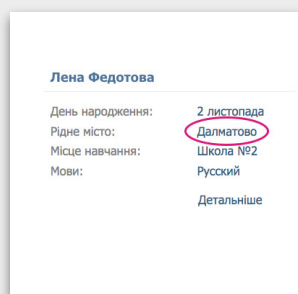 Лена Федотова
День народження: 2 листопада
Рідне місто: Далматово
Місце навчання: Школа №2
Мови: Русский
Детальніше